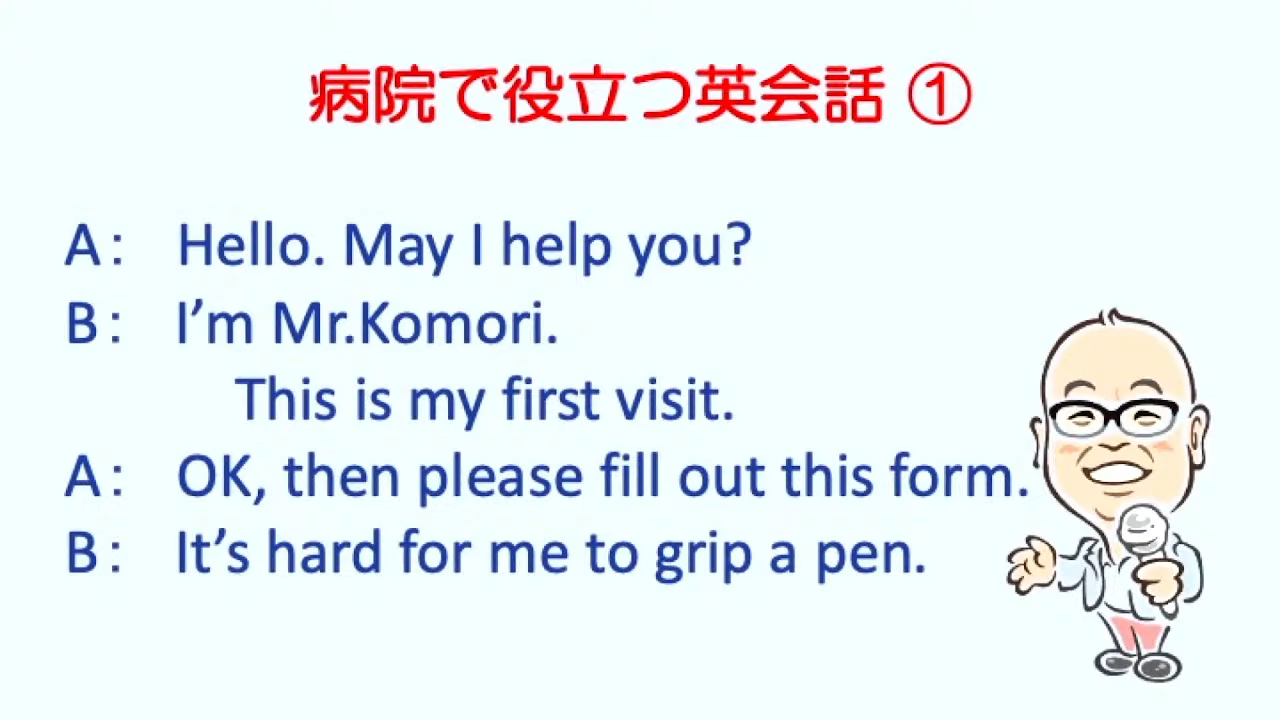 病院で役立つ英会話 ①
A： Hello. May I help you?
B： I’m Mr.Komori.
This is my first visit.
A： OK, then please fill out this form.
B： It’s hard for me to grip a pen.